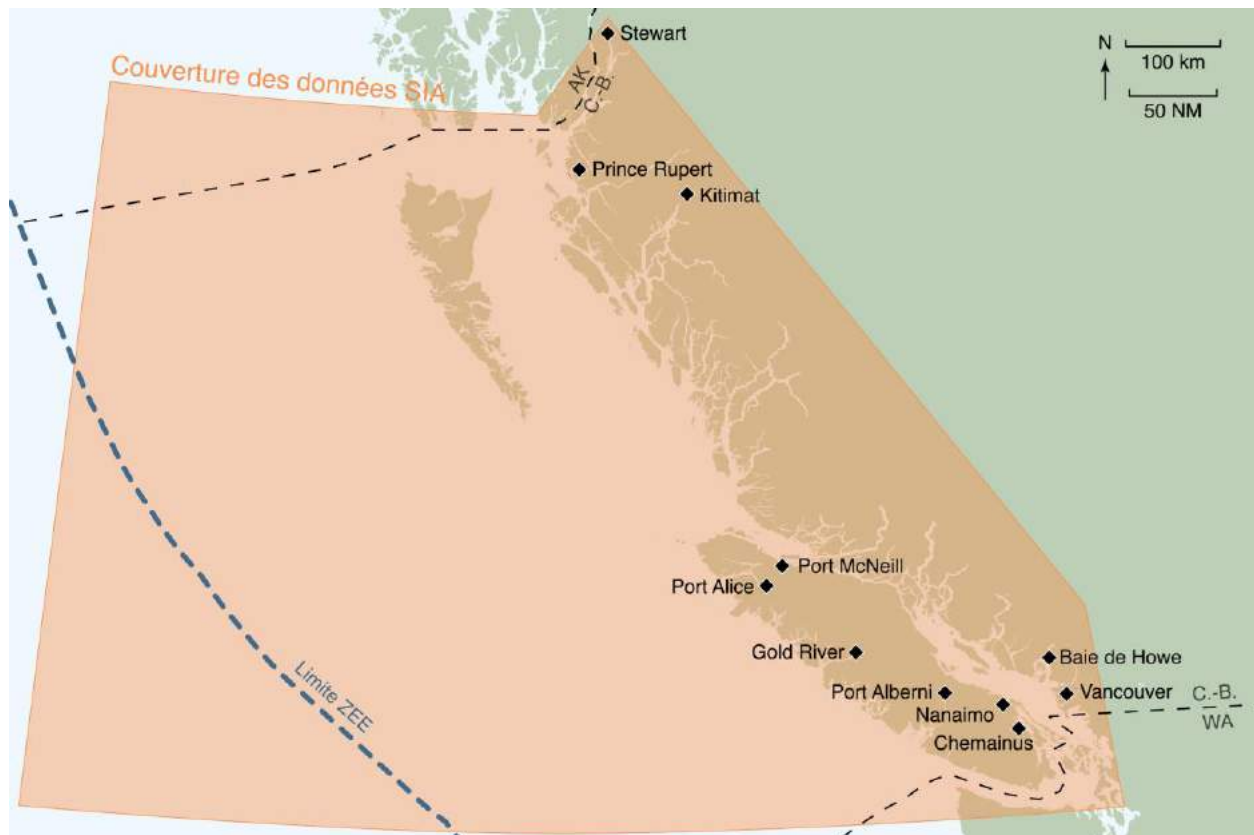 Stewart
N
100 km
50 NM
Couverture des données SIA
AK
C.-B.
Prince Rupert
Kitimat
Port McNeill
Port Alice
Gold River
Baie de Howe
Limite ZEE
Port Alberni
Vancouver
C.-B.
Nanaimo
WA
Chemainus